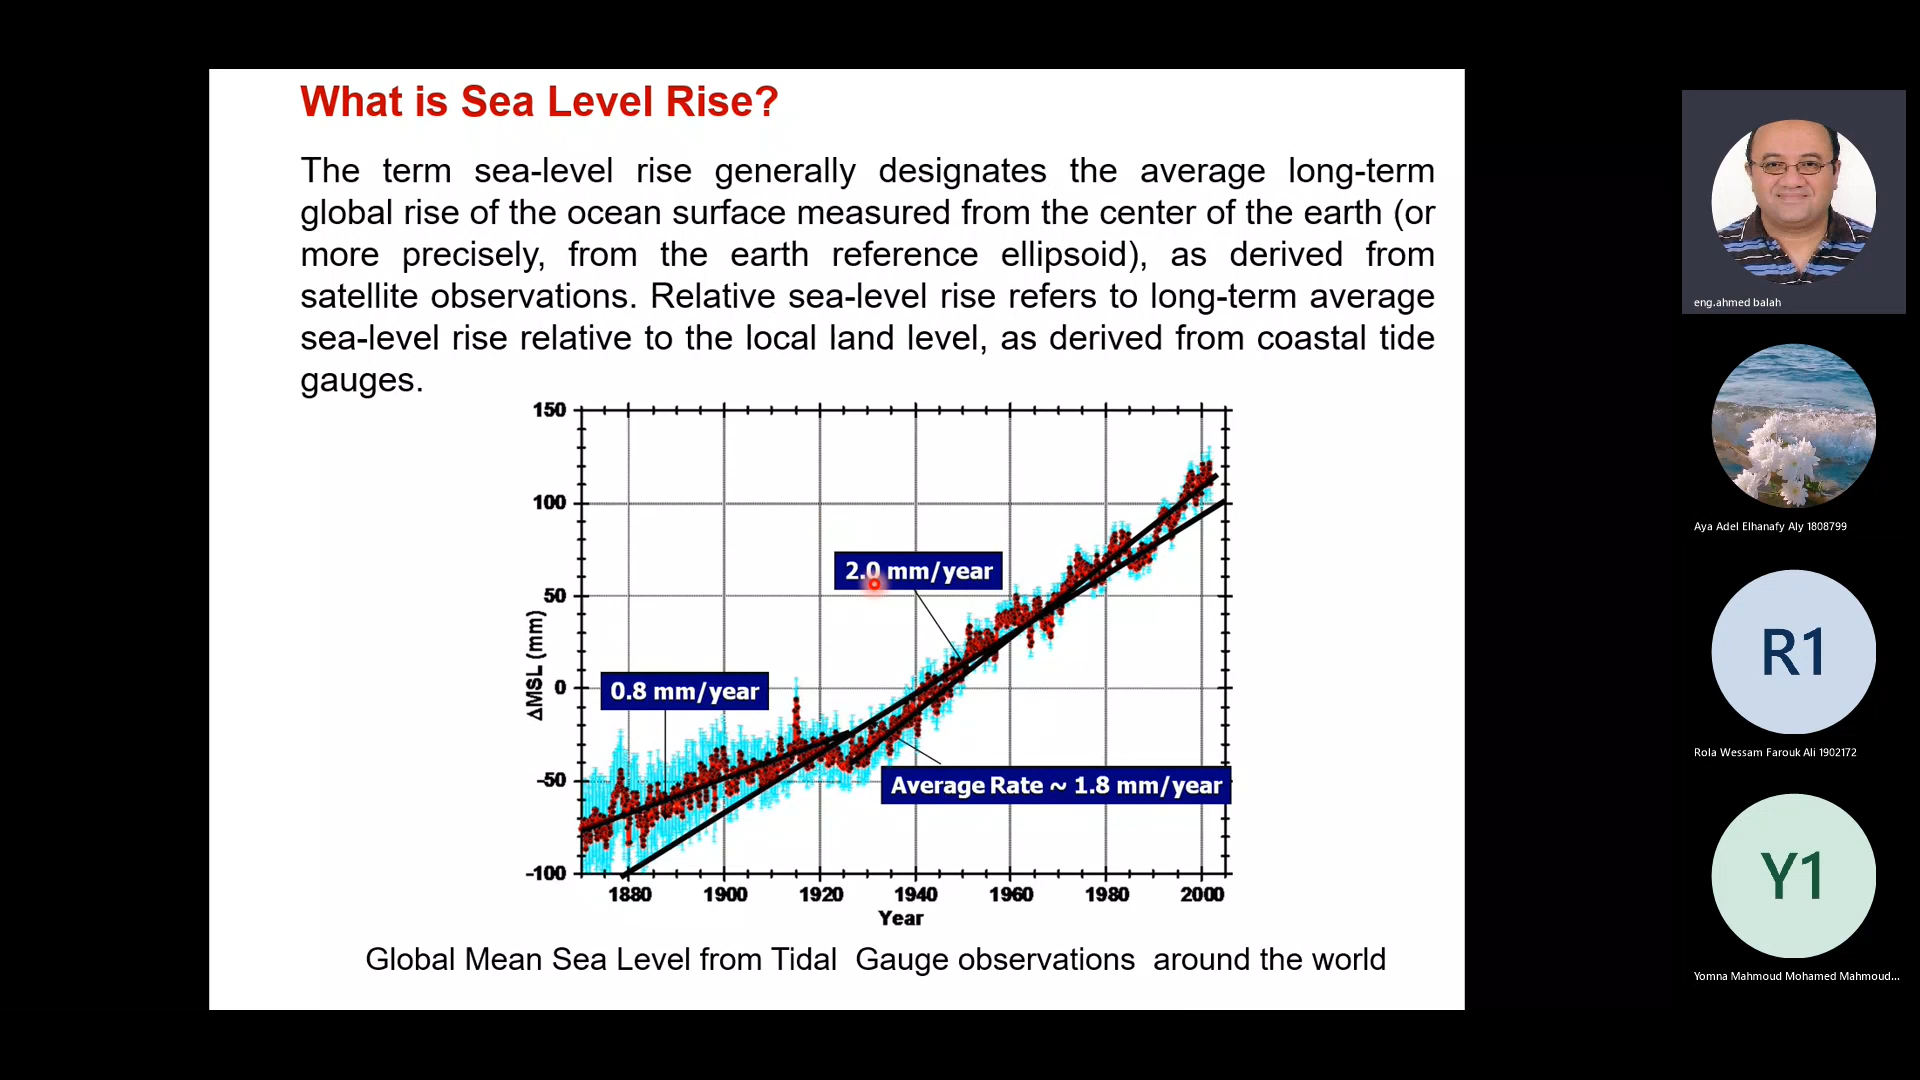 What is Sea Level Rise?
The term sea-level rise generally designates the average long-term
global rise of the ocean surface measured from the center of the earth (or
more precisely, from the earth reference ellipsoid), as derived from
satellite observations. Relative sea-level rise refers to long-term average
sea-level rise relative to the local land level, as derived from coastal tide
gauges.
150
100
50
0
-50
-100
ΔMSL (mm)
2.0 mm/year
0.8 mm/year
Average Rate ~ 1.8 mm/year
1880 1900 1920 1940 1960 1980 2000
Year
Global Mean Sea Level from Tidal Gauge observations around the world
eng.ahmed balah
Aya Adel Elhanafy Aly 1808799
R1
Rola Wessam Farouk Ali 1902172
Y1
Yomna Mahmoud Mohamed Mahmoud...